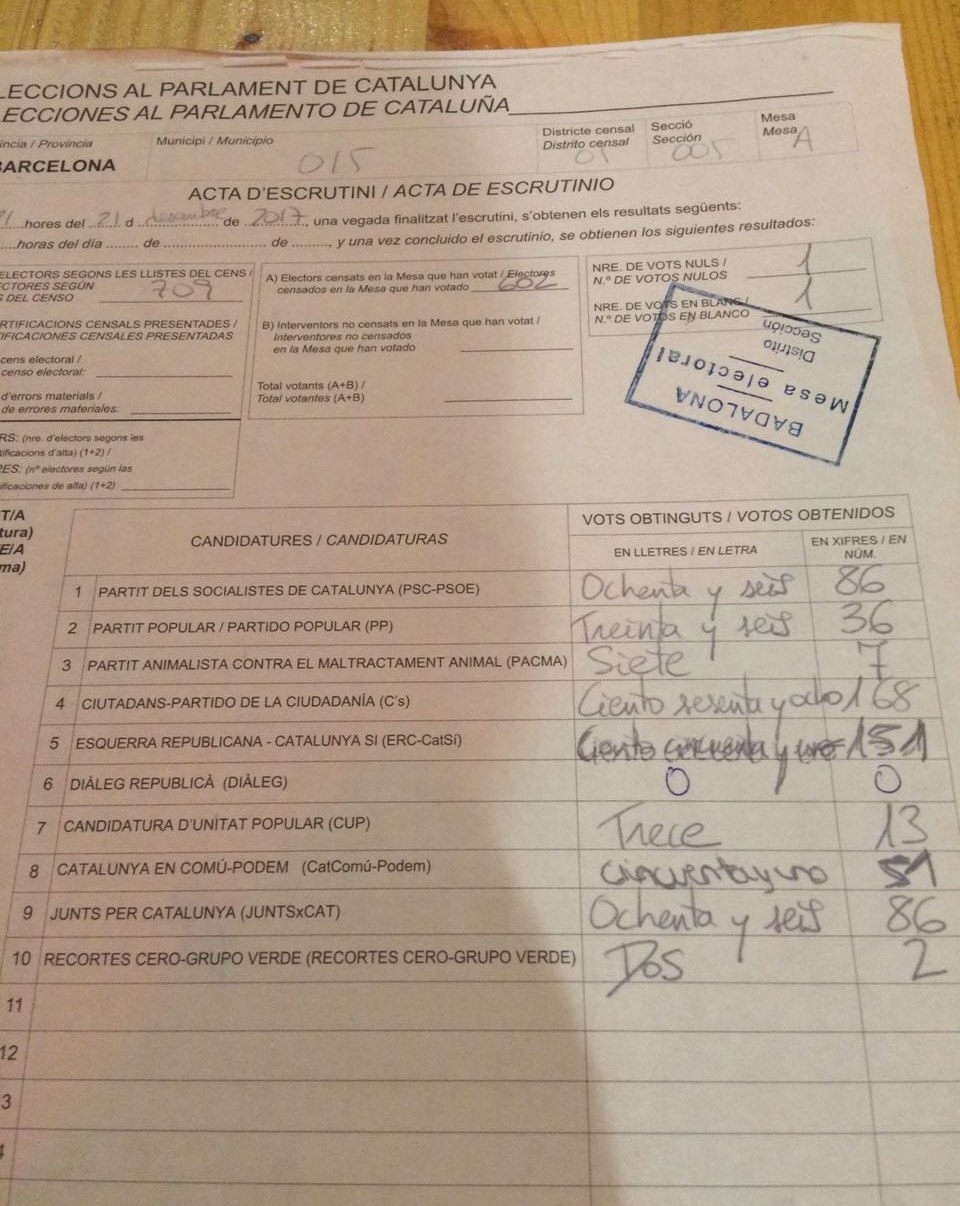 LECCIONS AL PARLAMENT DE CATALUNYA
LECCIONES AL PARLAMENTO DE CATALUÑA
incia / Provincia
BARCELONA
Municipi / Municipio
015
Districte censal
Distrito censal
01
Secció
Sección
005
Mesa
Mesa A
ACTA D'ESCRUTINI / ACTA DE ESCRUTINIO
21 hores del 21 d desembre de 2017, una vegada finalitzat l'escrutini, s'obtenen els resultats següents:
horas del día ........ de ........................ de ........, y una vez concluido el escrutinio, se obtienen los siguientes resultados:
ELECTORS SEGONS LES LLISTES DEL CENS /
ECTORES SEGÚN
S DEL CENSO 709
RTIFICACIONS CENSALS PRESENTADES /
IFICACIONES CENSALES PRESENTADAS
cens electoral /
censo electoral:
d'errors materials /
de errores materiales:
RS: (nre. d'electors segons les
tificacions d'alta) (1+2) /
RES: (nº electores según las
ificaciones de alta) (1+2)
A) Electors censats en la Mesa que han votat / Electores
censados en la Mesa que han votado 602
B) Interventors no censats en la Mesa que han votat /
Interventores no censados
en la Mesa que han votado
Total votants (A+B) /
Total votantes (A+B)
NRE. DE VOTS NULS /
N.º DE VOTOS NULOS 1
NRE. DE VOTS EN BLANC /
N.º DE VOTOS EN BLANCO 1
BADALONA
Mesa electoral
Distrito
Sección
T/A
tura)
E/A
ma)
CANDIDATURES / CANDIDATURAS
VOTS OBTINGUTS / VOTOS OBTENIDOS
EN LLETRES / EN LETRA
EN XIFRES / EN
NÚM.
1 PARTIT DELS SOCIALISTES DE CATALUNYA (PSC-PSOE) Ochenta y seis 86
2 PARTIT POPULAR / PARTIDO POPULAR (PP) Treinta y seis 36
3 PARTIT ANIMALISTA CONTRA EL MALTRACTAMENT ANIMAL (PACMA) Siete 7
4 CIUTADANS-PARTIDO DE LA CIUDADANÍA (C's) Ciento sesenta y ocho 168
5 ESQUERRA REPUBLICANA - CATALUNYA SI (ERC-CatSí) Ciento cincuenta y uno 151
6 DIÀLEG REPUBLICÀ (DIÀLEG) 0 0
7 CANDIDATURA D'UNITAT POPULAR (CUP) Trece 13
8 CATALUNYA EN COMÚ-PODEM (CatComú-Podem) cincuenta y uno 51
9 JUNTS PER CATALUNYA (JUNTSxCAT) Ochenta y seis 86
10 RECORTES CERO-GRUPO VERDE (RECORTES CERO-GRUPO VERDE) Dos 2
11
12
3
4